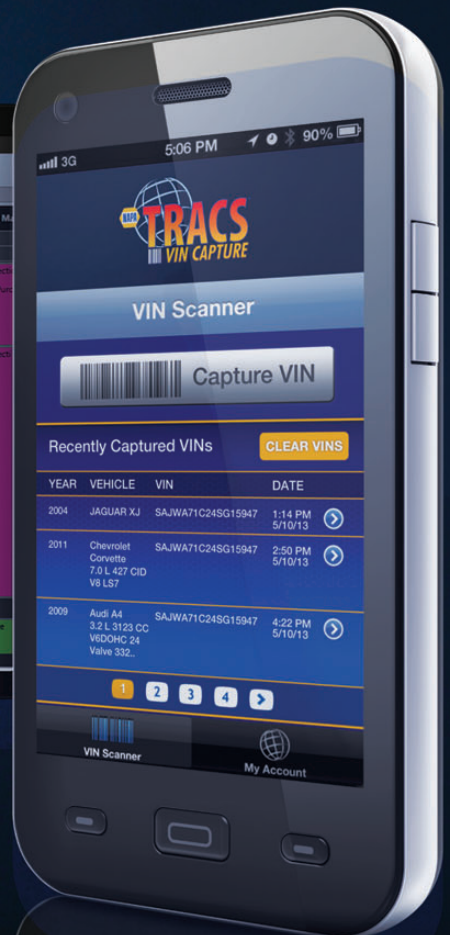 3G 5:06 PM 90%
NAPA
TRACS
VIN CAPTURE
VIN Scanner
Capture VIN
Recently Captured VINs CLEAR VINS
YEAR VEHICLE VIN DATE
2004 JAGUAR XJ SAJWA71C24SG15947 1:14 PM
5/10/13
2011 Chevrolet SAJWA71C24SG15947 2:50 PM
Corvette 5/10/13
7.0 L 427 CID
V8 LS7
2009 Audi A4 SAJWA71C24SG15947 4:22 PM
3.2 L 3123 CC 5/10/13
V6DOHC 24
Valve 332..
1 2 3 4
VIN Scanner My Account